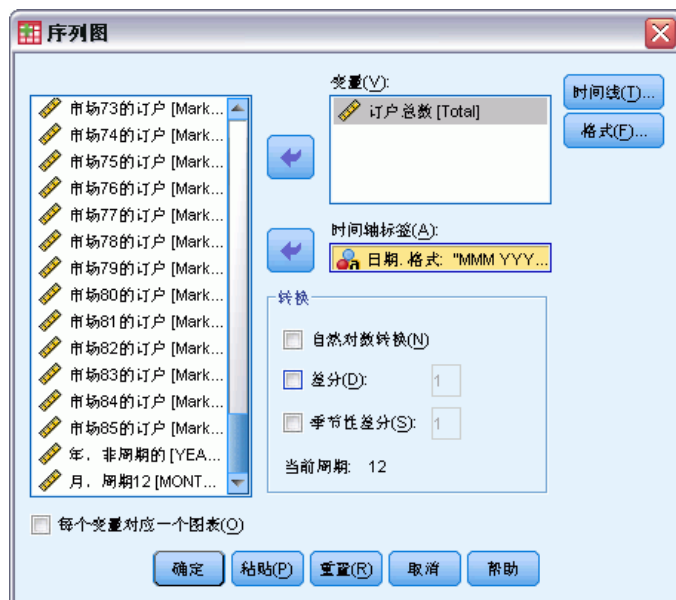 序列图
市场73的订户 [Mark...
市场74的订户 [Mark...
市场75的订户 [Mark...
市场76的订户 [Mark...
市场77的订户 [Mark...
市场78的订户 [Mark...
市场79的订户 [Mark...
市场80的订户 [Mark...
市场81的订户 [Mark...
市场82的订户 [Mark...
市场83的订户 [Mark...
市场84的订户 [Mark...
市场85的订户 [Mark...
年，非周期的 [YEA...
月，周期12 [MONT...
变量(V):
订户总数 [Total]
时间线(T)...
格式(F)...
时间轴标签(A):
日期. 格式: "MMM YYY...
转换
自然对数转换(N)
差分(D): 1
季节性差分(S): 1
当前周期: 12
每个变量对应一个图表(O)
确定 粘贴(P) 重置(R) 取消 帮助